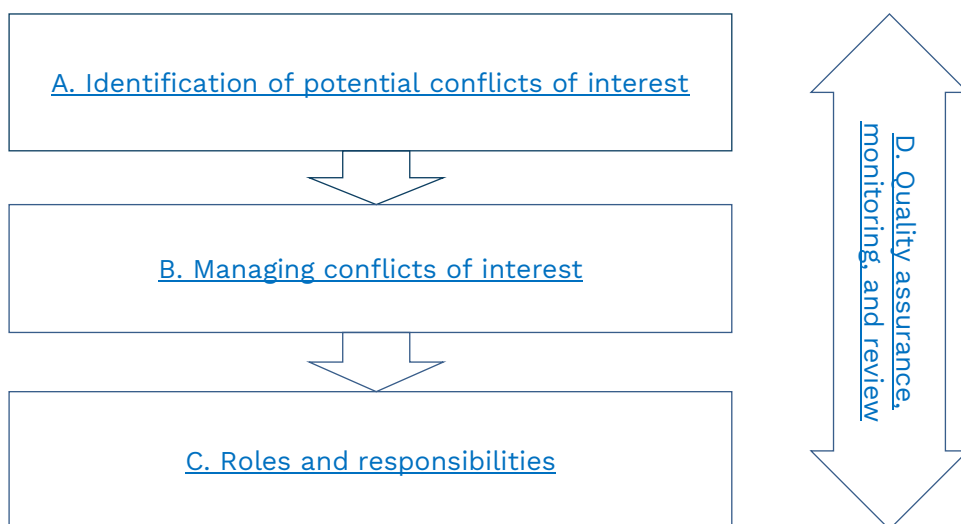 A. Identification of potential conflicts of interest
B. Managing conflicts of interest
C. Roles and responsibilities
D. Quality assurance,
monitoring, and review